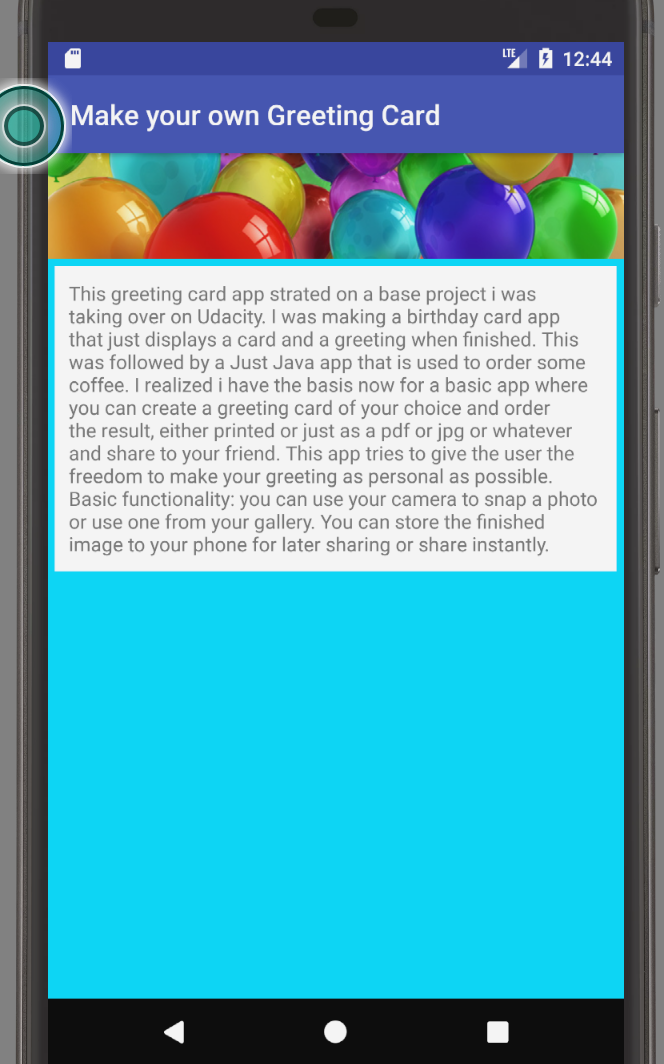 LTE 12:44
Make your own Greeting Card
This greeting card app strated on a base project i was
taking over on Udacity. I was making a birthday card app
that just displays a card and a greeting when finished. This
was followed by a Just Java app that is used to order some
coffee. I realized i have the basis now for a basic app where
you can create a greeting card of your choice and order
the result, either printed or just as a pdf or jpg or whatever
and share to your friend. This app tries to give the user the
freedom to make your greeting as personal as possible.
Basic functionality: you can use your camera to snap a photo
or use one from your gallery. You can store the finished
image to your phone for later sharing or share instantly.